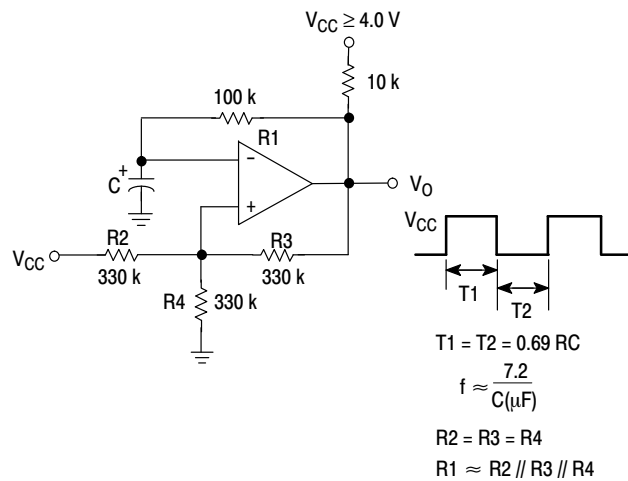 V_CC ≥ 4.0 V
10 k
100 k
R1
−
+
C
+
V_O
V_CC
R2
330 k
R3
330 k
R4
330 k
V_CC
T1
T2
T1 = T2 = 0.69 RC
f ≈ 7.2 / C(μF)
R2 = R3 = R4
R1 ≈ R2 // R3 // R4